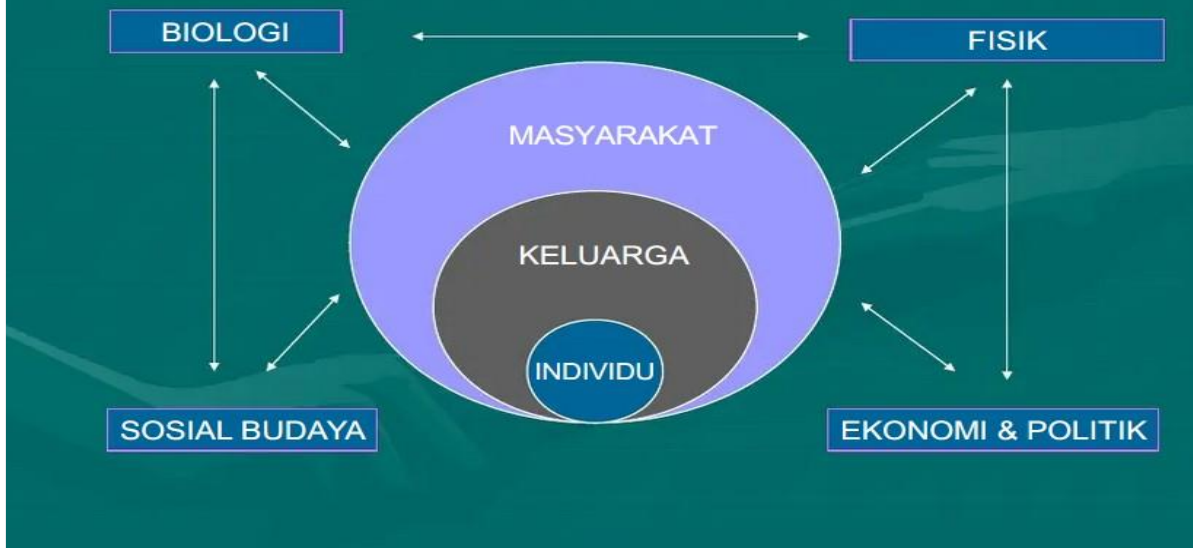 BIOLOGI
FISIK
MASYARAKAT
KELUARGA
INDIVIDU
SOSIAL BUDAYA
EKONOMI & POLITIK